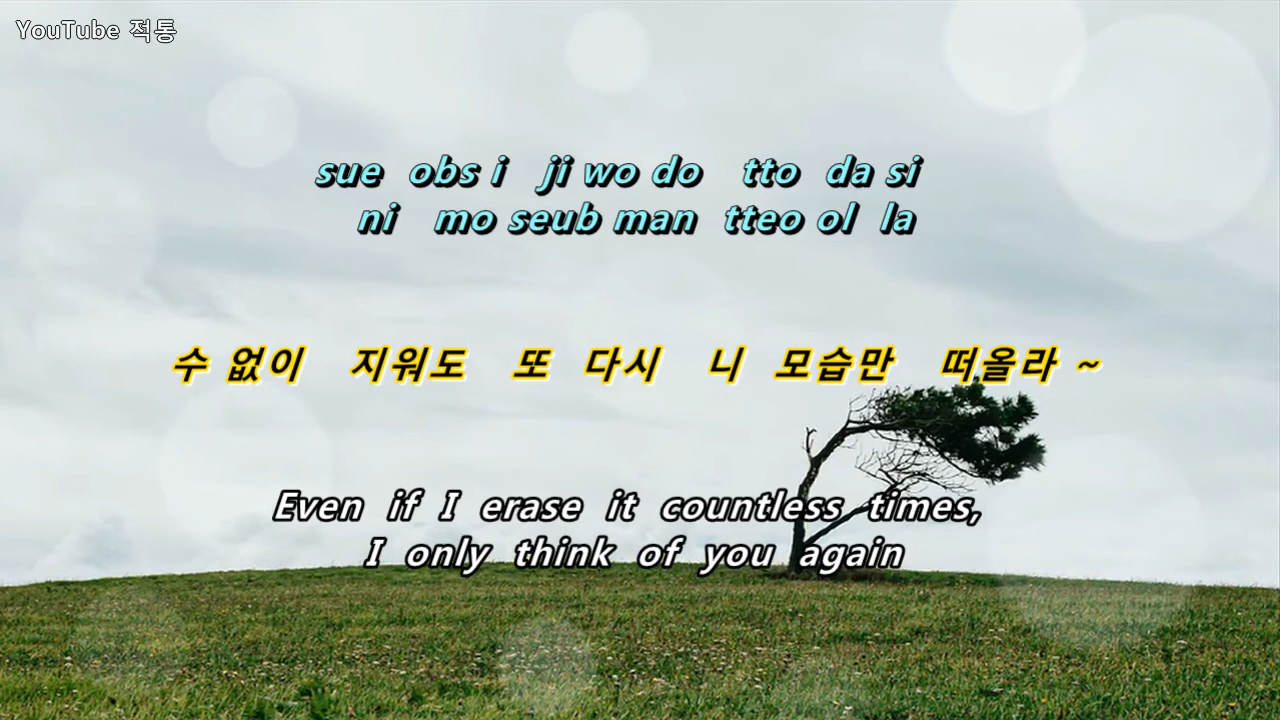 YouTube 적통
sue obs i ji wo do tto da si
ni mo seub man tteo ol la
수 없이 지워도 또 다시 니 모습만 떠올라 ~
Even if I erase it countless times,
I only think of you again